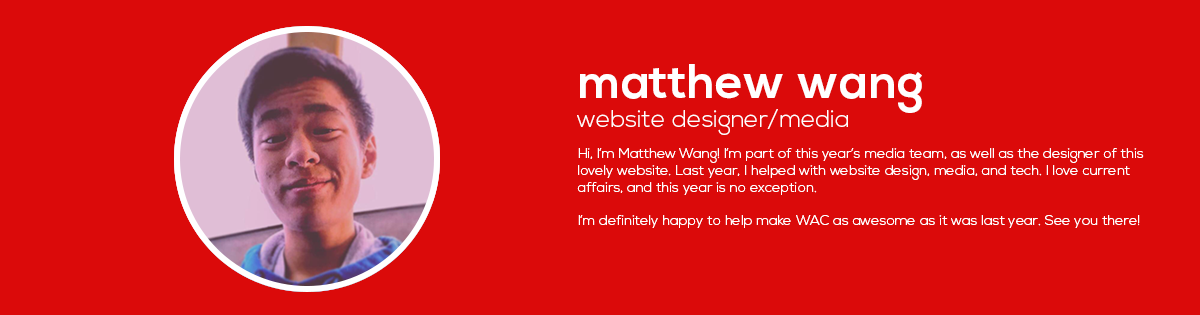 matthew wang
website designer/media
Hi, I'm Matthew Wang! I'm part of this year's media team, as well as the designer of this
lovely website. Last year, I helped with website design, media, and tech. I love current
affairs, and this year is no exception.
I'm definitely happy to help make WAC as awesome as it was last year. See you there!